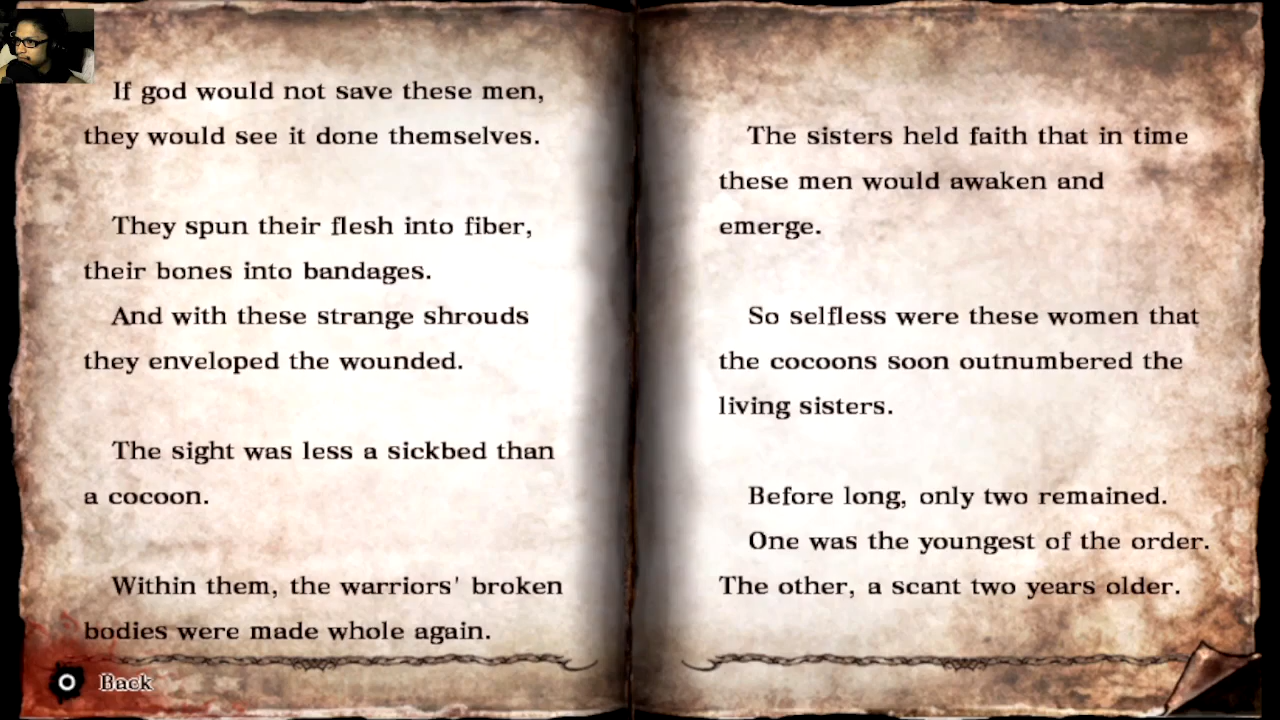 If god would not save these men,
they would see it done themselves.
They spun their flesh into fiber,
their bones into bandages.
And with these strange shrouds
they enveloped the wounded.
The sight was less a sickbed than
a cocoon.
Within them, the warriors' broken
bodies were made whole again.
The sisters held faith that in time
these men would awaken and
emerge.
So selfless were these women that
the cocoons soon outnumbered the
living sisters.
Before long, only two remained.
One was the youngest of the order.
The other, a scant two years older.
Back